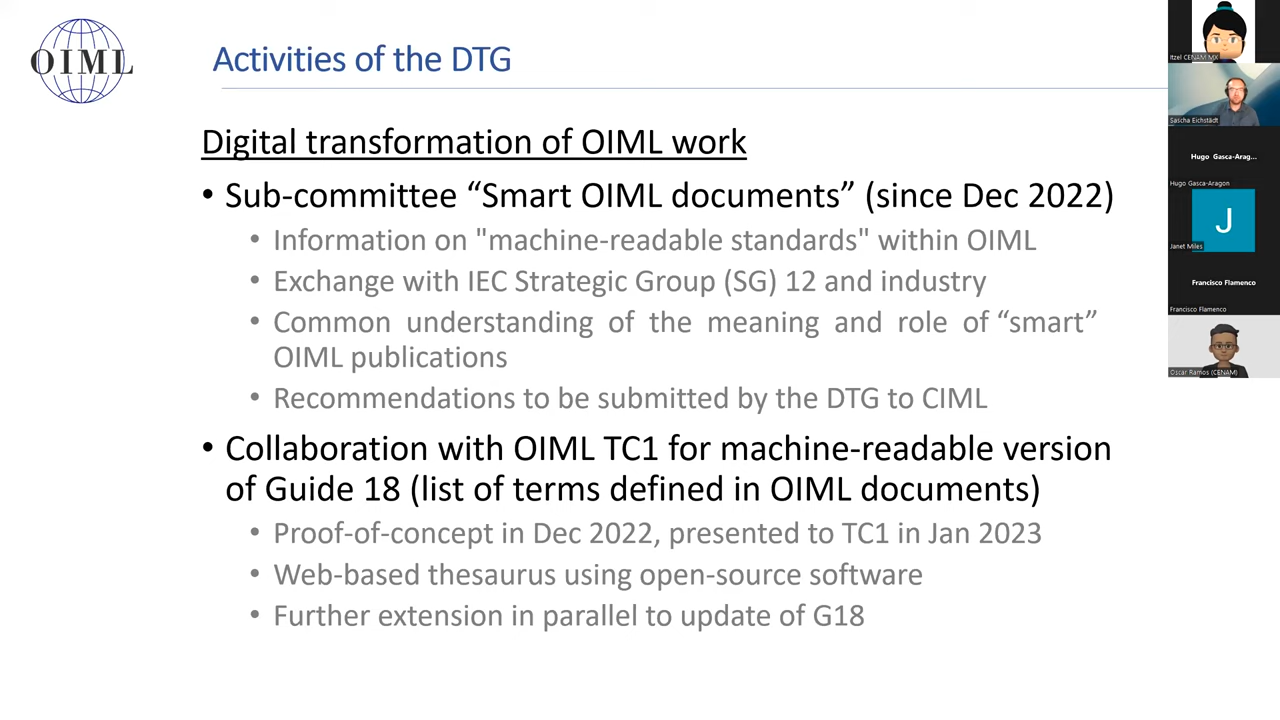 OIML
Activities of the DTG
Digital transformation of OIML work
• Sub-committee “Smart OIML documents” (since Dec 2022)
• Information on "machine-readable standards" within OIML
• Exchange with IEC Strategic Group (SG) 12 and industry
• Common understanding of the meaning and role of “smart”
OIML publications
• Recommendations to be submitted by the DTG to CIML
• Collaboration with OIML TC1 for machine-readable version
of Guide 18 (list of terms defined in OIML documents)
• Proof-of-concept in Dec 2022, presented to TC1 in Jan 2023
• Web-based thesaurus using open-source software
• Further extension in parallel to update of G18
Itzel CENAM MX
Sascha Eichstädt
Hugo Gasca-Arag...
Hugo Gasca-Aragon
J
Janet Miles
Francisco Flamenco
Francisco Flamenco
Oscar Ramos (CENAM)